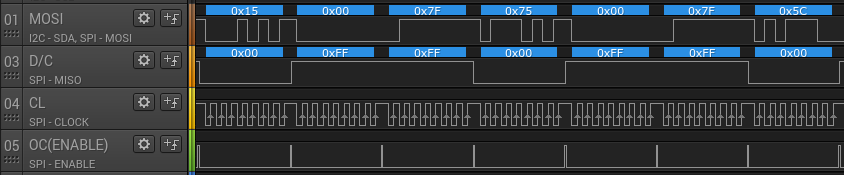 01 MOSI 0x15 0x00 0x7F 0x75 0x00 0x7F 0x5C
I2C - SDA, SPI - MOSI
03 D/C 0x00 0xFF 0xFF 0x00 0xFF 0xFF 0x00
SPI - MISO
04 CL
SPI - CLOCK
05 OC(ENABLE)
SPI - ENABLE